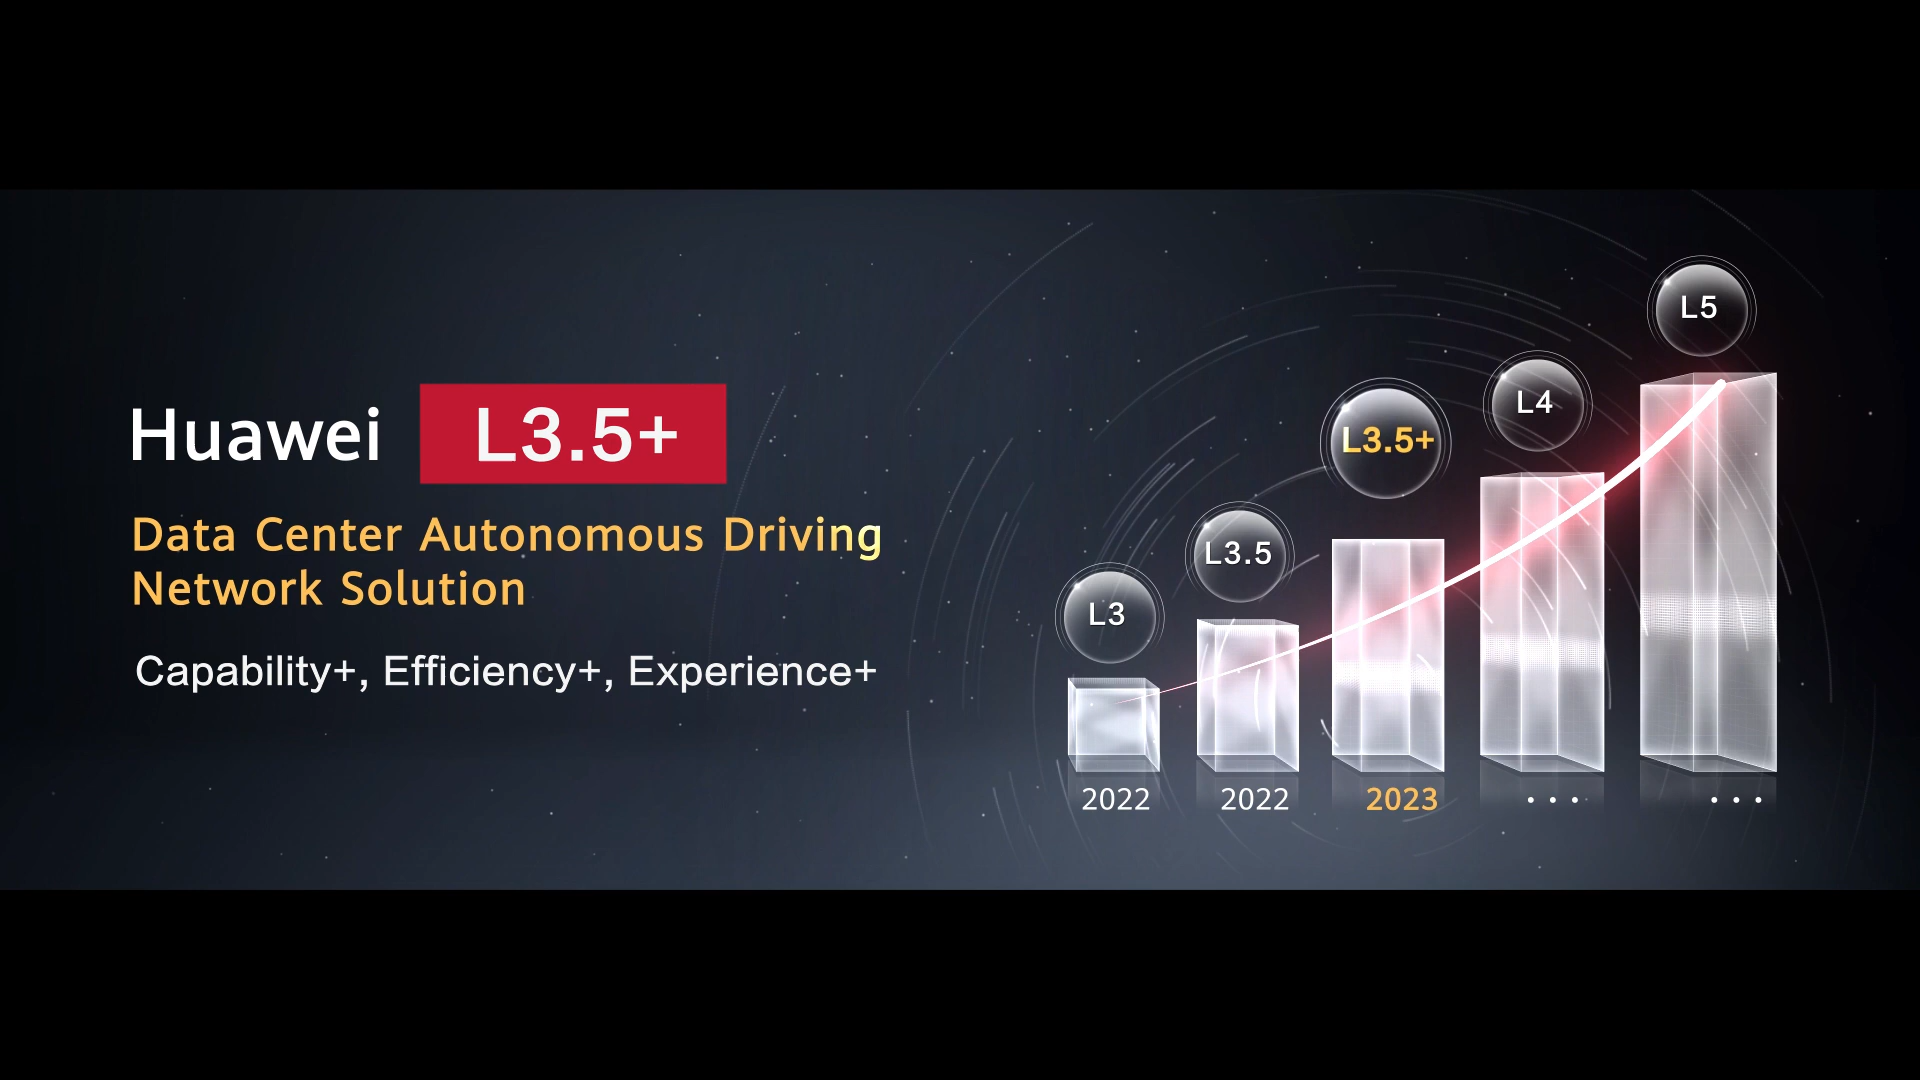 Huawei L3.5+
Data Center Autonomous Driving
Network Solution
Capability+, Efficiency+, Experience+
L3
L3.5
L3.5+
L4
L5
2022
2022
2023
...
...